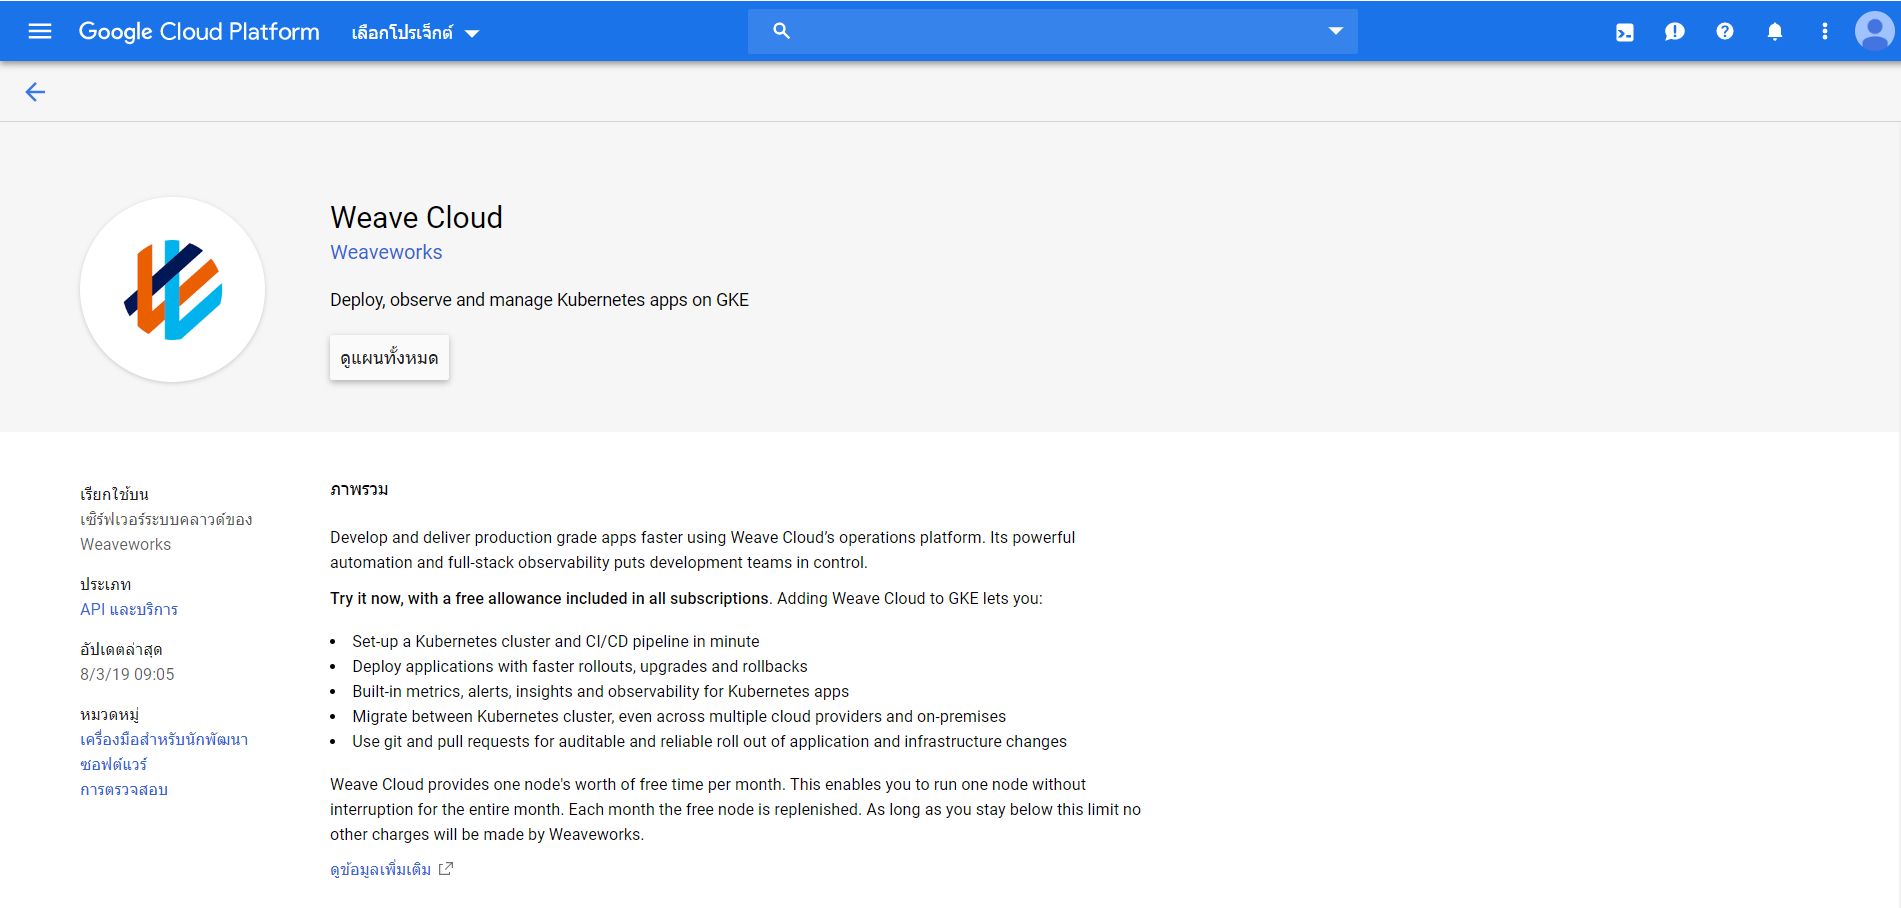 Google Cloud Platform เลือกโปรเจ็กต์
Weave Cloud
Weaveworks
Deploy, observe and manage Kubernetes apps on GKE
ดูแผนทั้งหมด
เรียกใช้บน
เซิร์ฟเวอร์ระบบคลาวด์ของ
Weaveworks
ประเภท
API และบริการ
อัปเดตล่าสุด
8/3/19 09:05
หมวดหมู่
เครื่องมือสำหรับนักพัฒนา
ซอฟต์แวร์
การตรวจสอบ
ภาพรวม
Develop and deliver production grade apps faster using Weave Cloud’s operations platform. Its powerful
automation and full-stack observability puts development teams in control.
Try it now, with a free allowance included in all subscriptions. Adding Weave Cloud to GKE lets you:
• Set-up a Kubernetes cluster and CI/CD pipeline in minute
• Deploy applications with faster rollouts, upgrades and rollbacks
• Built-in metrics, alerts, insights and observability for Kubernetes apps
• Migrate between Kubernetes cluster, even across multiple cloud providers and on-premises
• Use git and pull requests for auditable and reliable roll out of application and infrastructure changes
Weave Cloud provides one node's worth of free time per month. This enables you to run one node without
interruption for the entire month. Each month the free node is replenished. As long as you stay below this limit no
other charges will be made by Weaveworks.
ดูข้อมูลเพิ่มเติม